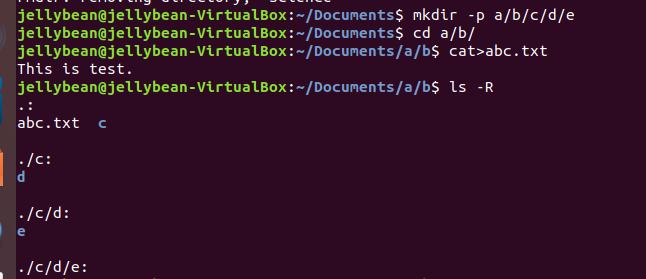 jellybean@jellybean-VirtualBox:~/Documents$ mkdir -p a/b/c/d/e
jellybean@jellybean-VirtualBox:~/Documents$ cd a/b/
jellybean@jellybean-VirtualBox:~/Documents/a/b$ cat>abc.txt
This is test.
jellybean@jellybean-VirtualBox:~/Documents/a/b$ ls -R
.:
abc.txt  c
./c:
d
./c/d:
e
./c/d/e: